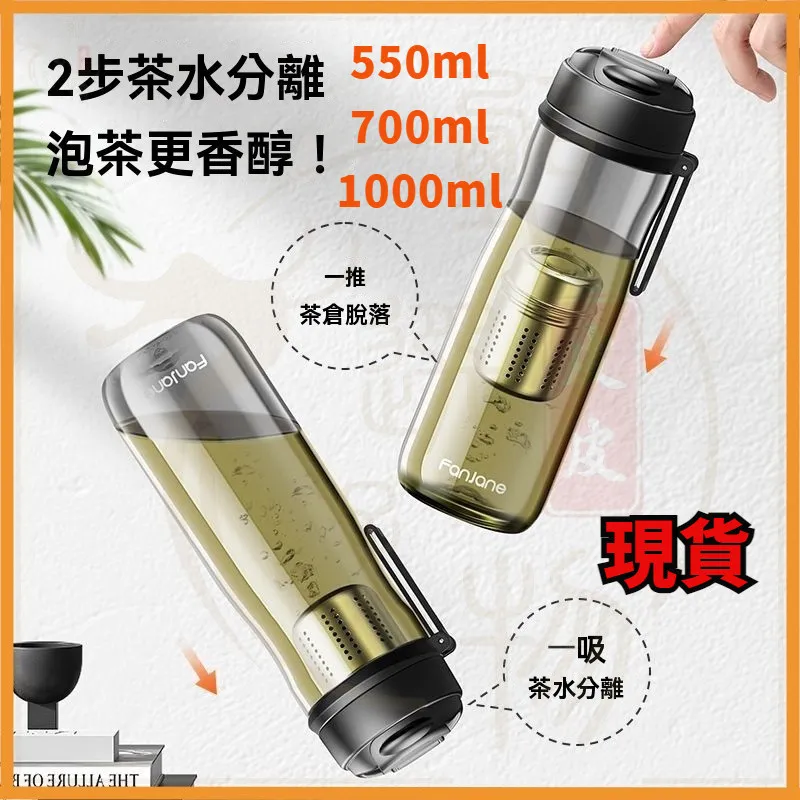 2步茶水分離
泡茶更香醇！
550ml
700ml
1000ml
一推
茶倉脫落
FanJane
FanJane
現貨
一吸
茶水分離
THE ALLURE OF